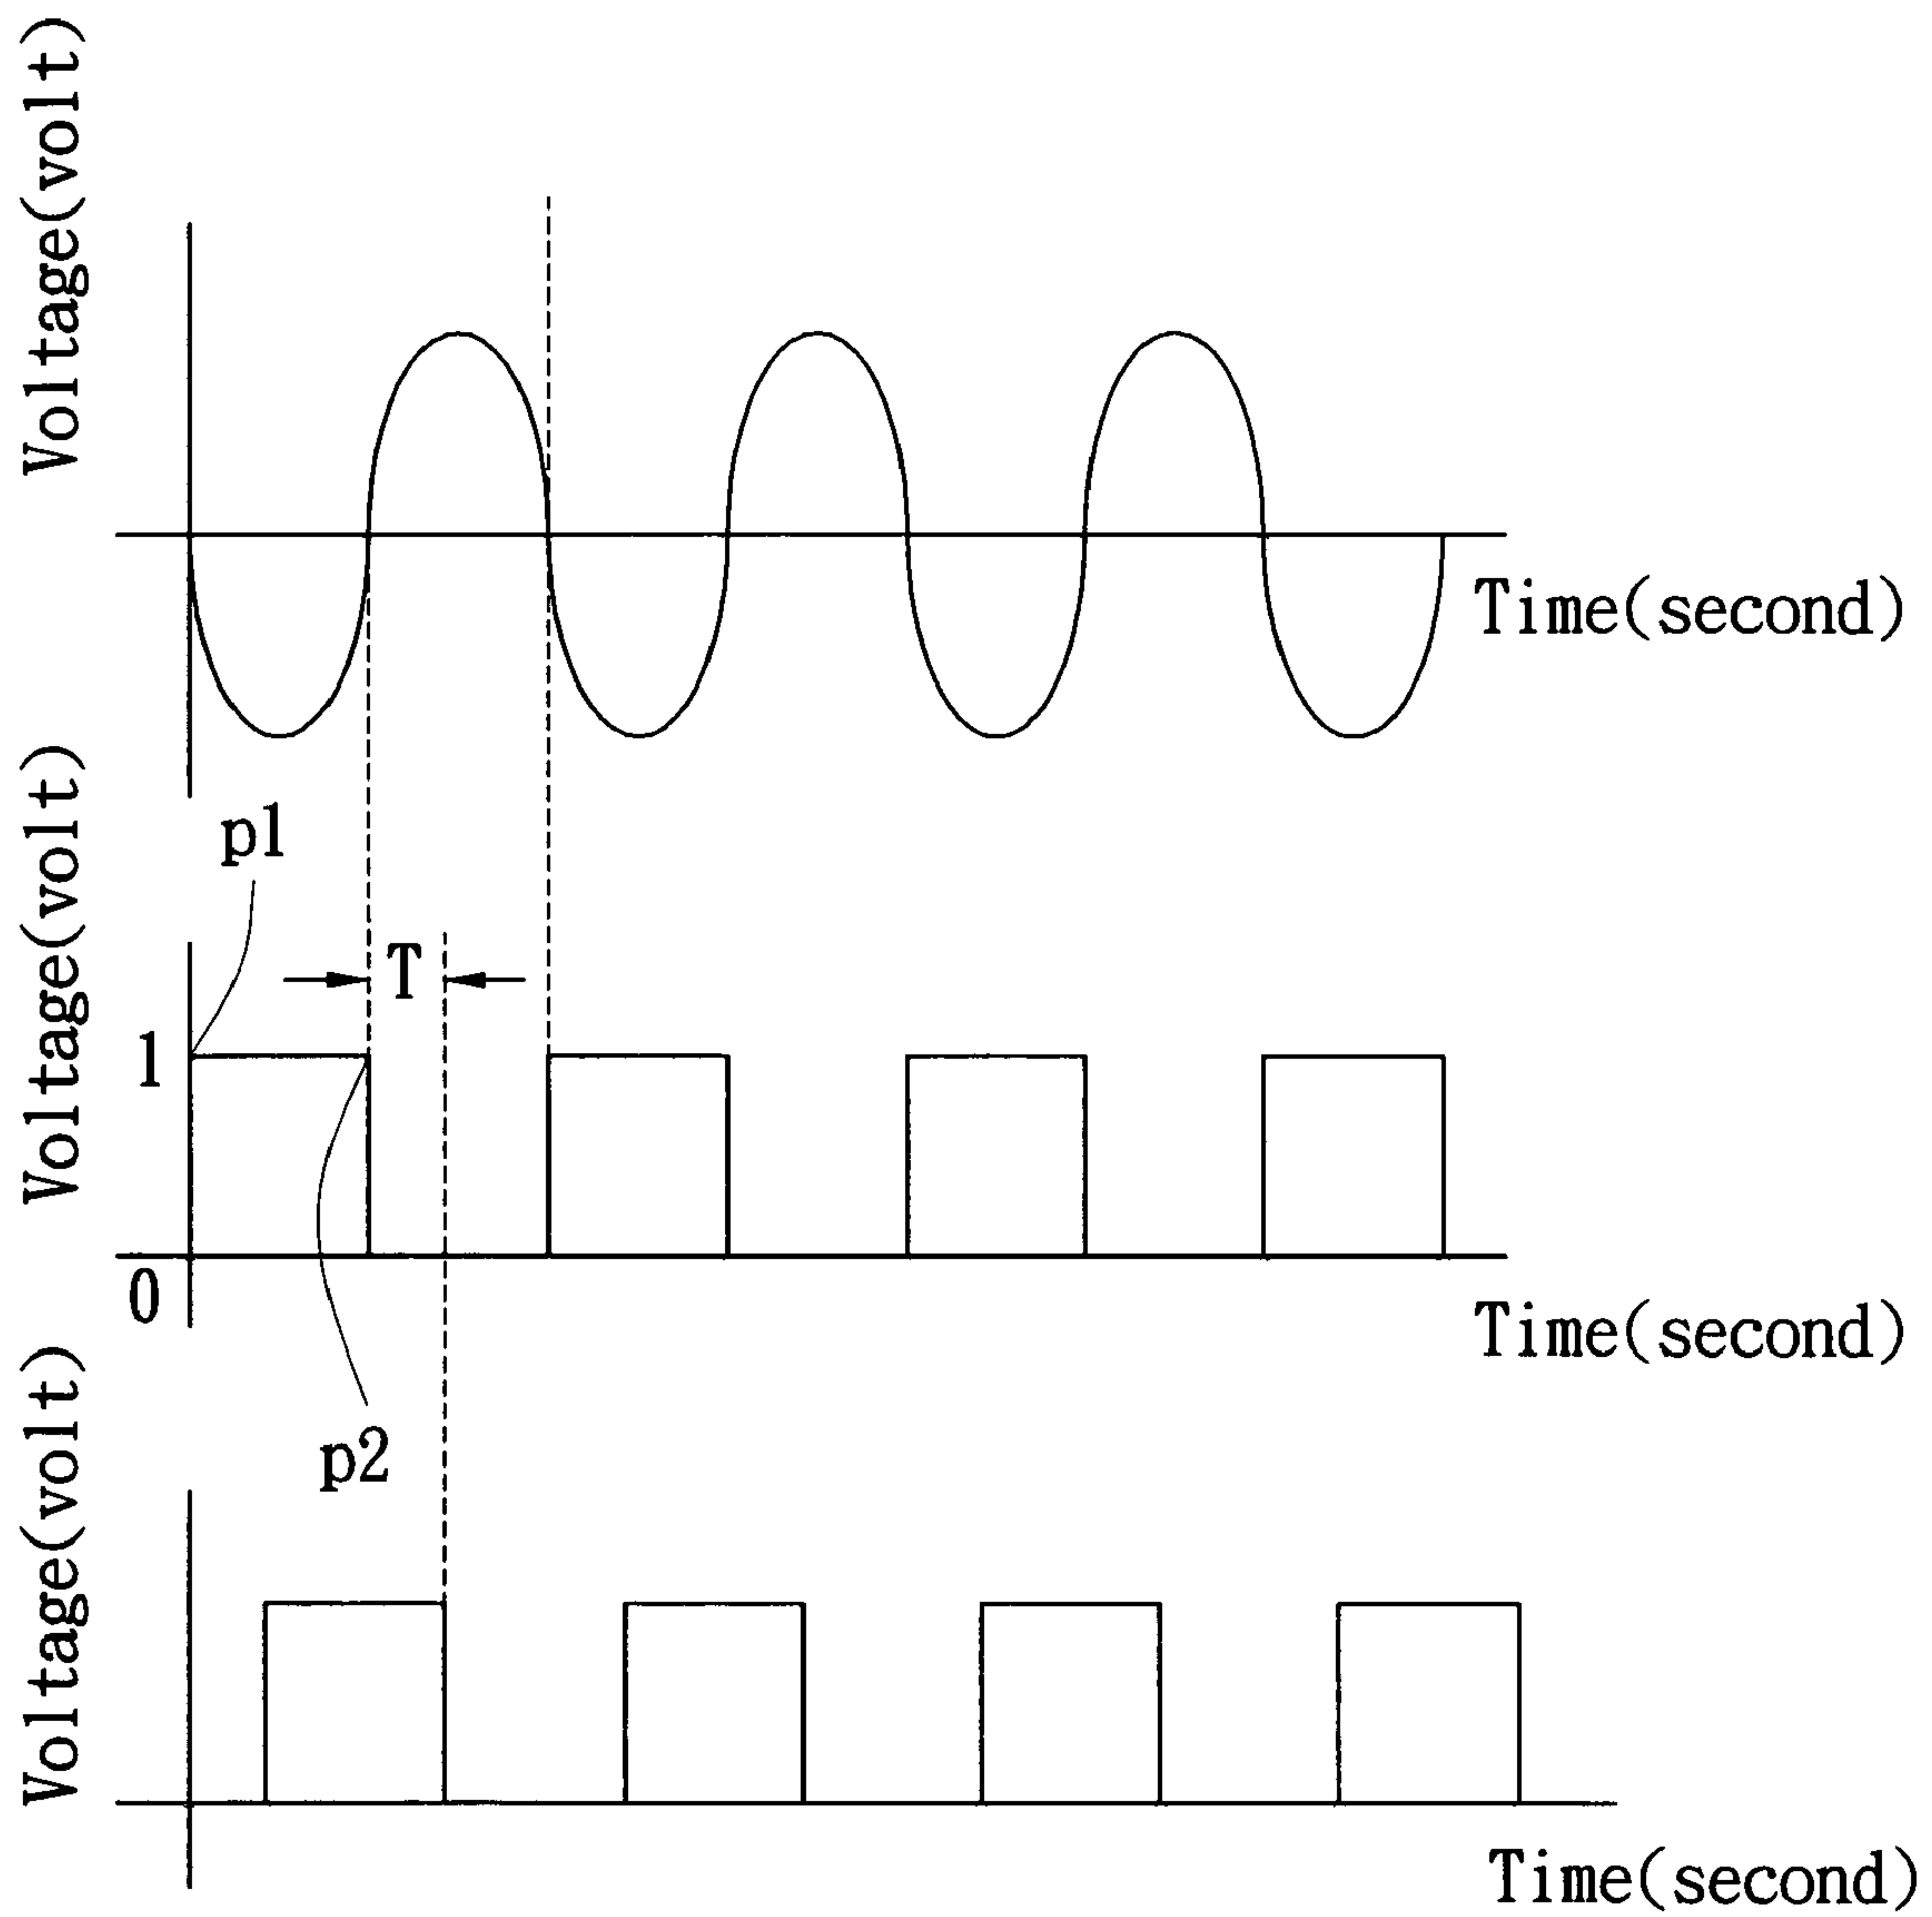 Voltage(volt)
Time(second)
Voltage(volt)
p1
T
1
0
Time(second)
p2
Voltage(volt)
Time(second)